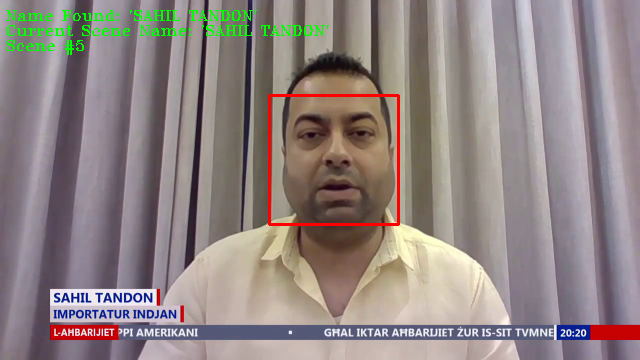 Name Found: 'SAHIL TANDON'
Current Scene Name: 'SAHIL TANDON'
Scene #5
SAHIL TANDON
IMPORTATUR INDJAN
L-AĦBARIJIET PPI AMERIKANI • GĦAL IKTAR AĦBARIJIET ŻUR IS-SIT TVMNE 20:20